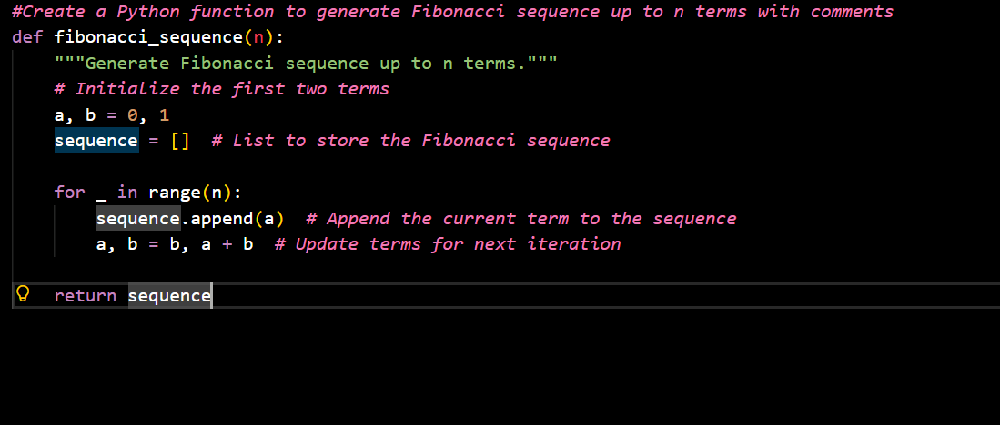 #Create a Python function to generate Fibonacci sequence up to n terms with comments
def fibonacci_sequence(n):
    """Generate Fibonacci sequence up to n terms."""
    # Initialize the first two terms
    a, b = 0, 1
    sequence = []  # List to store the Fibonacci sequence
    for _ in range(n):
        sequence.append(a)  # Append the current term to the sequence
        a, b = b, a + b  # Update terms for next iteration
    return sequence